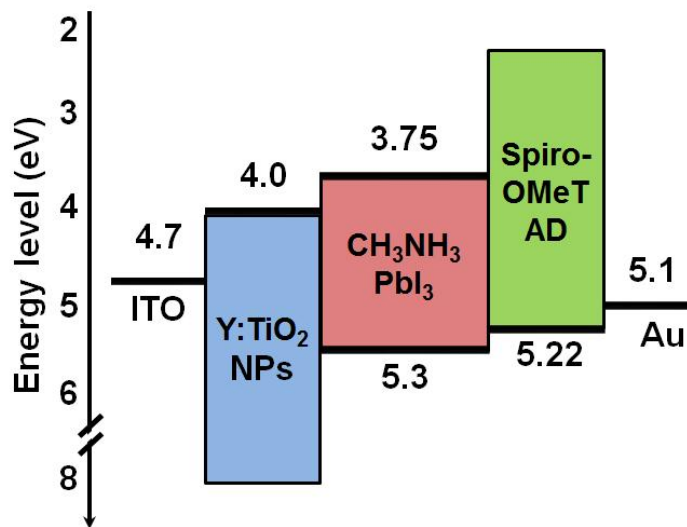 Energy level (eV)
2
3
4
5
6
8
4.7
ITO
4.0
Y:TiO₂
NPs
3.75
CH₃NH₃
PbI₃
5.3
Spiro-
OMeT
AD
5.22
5.1
Au